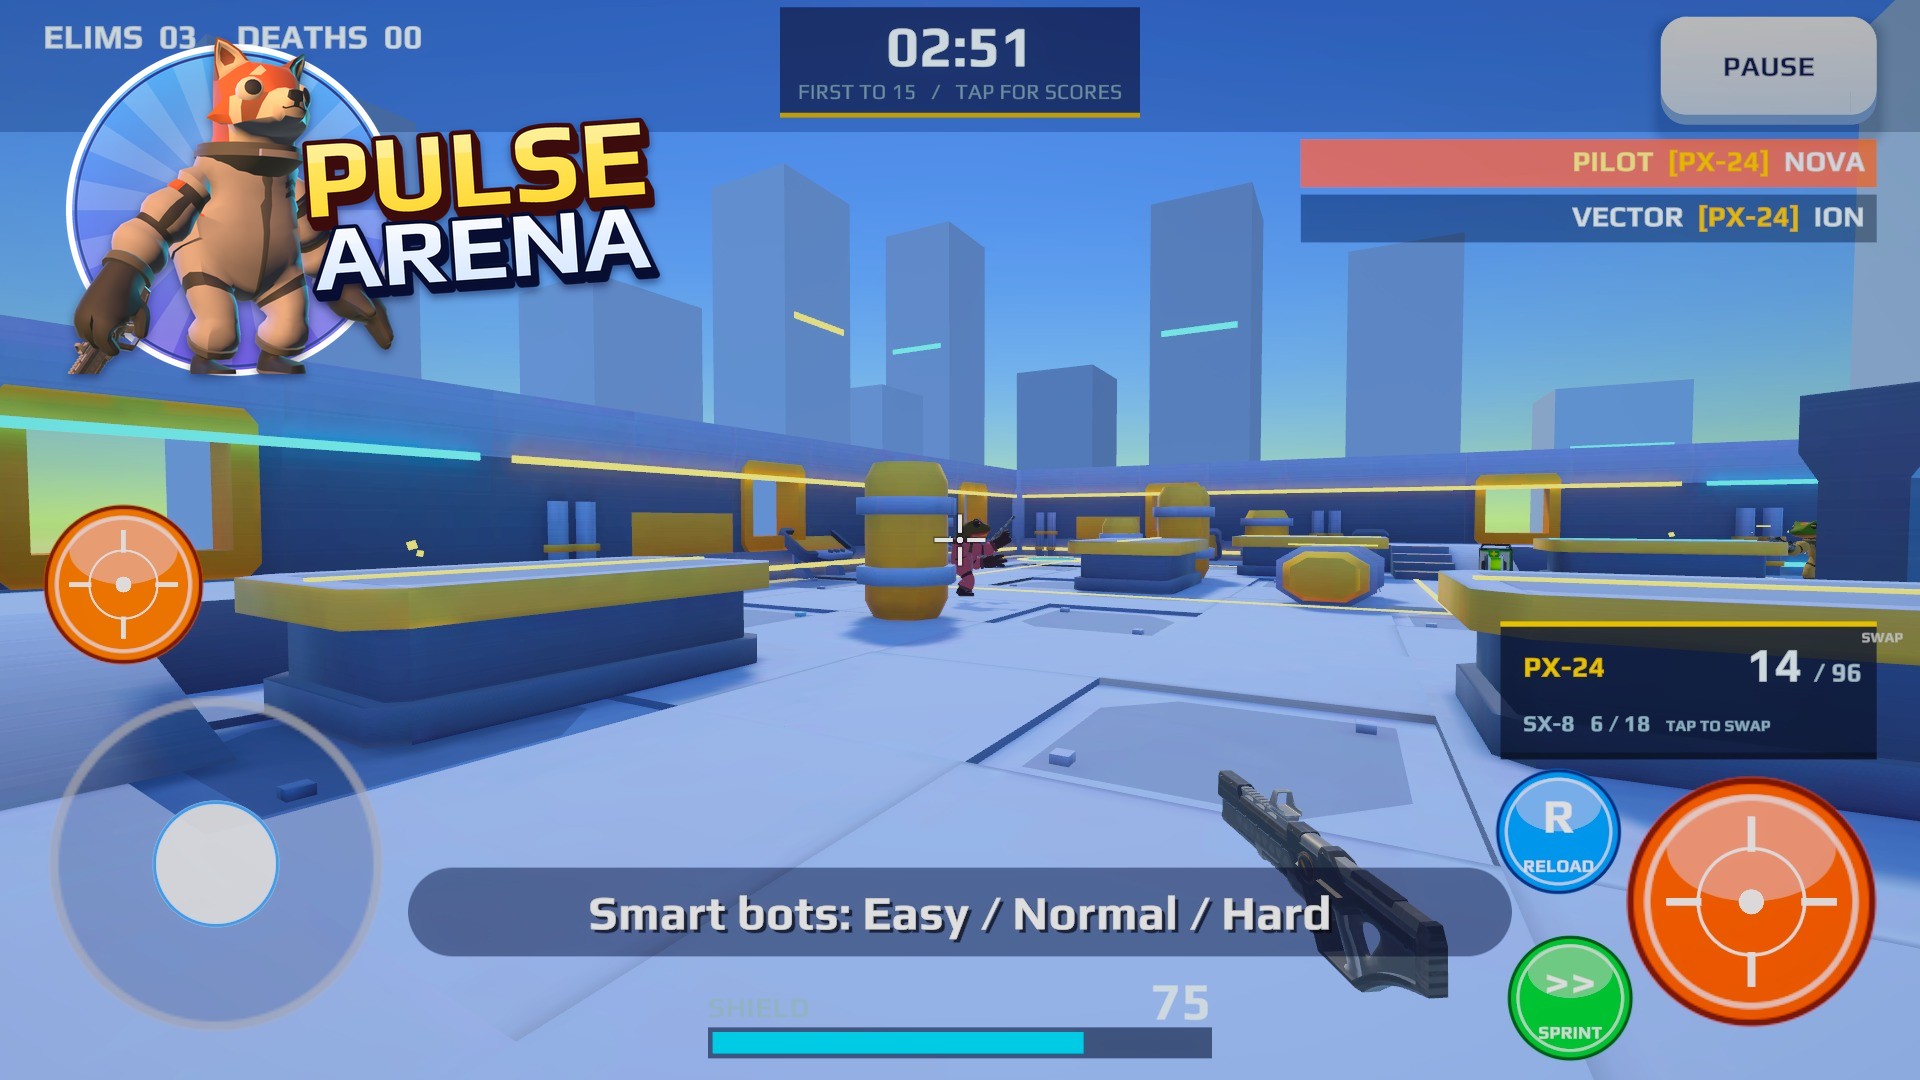 ELIMS 03 DEATHS 00
02:51
FIRST TO 15 / TAP FOR SCORES
PAUSE
PULSE
ARENA
PILOT [PX-24] NOVA
VECTOR [PX-24] ION
SWAP
PX-24 14 / 96
SX-8 6 / 18 TAP TO SWAP
R
RELOAD
Smart bots: Easy / Normal / Hard
>>
SPRINT
SHIELD 75